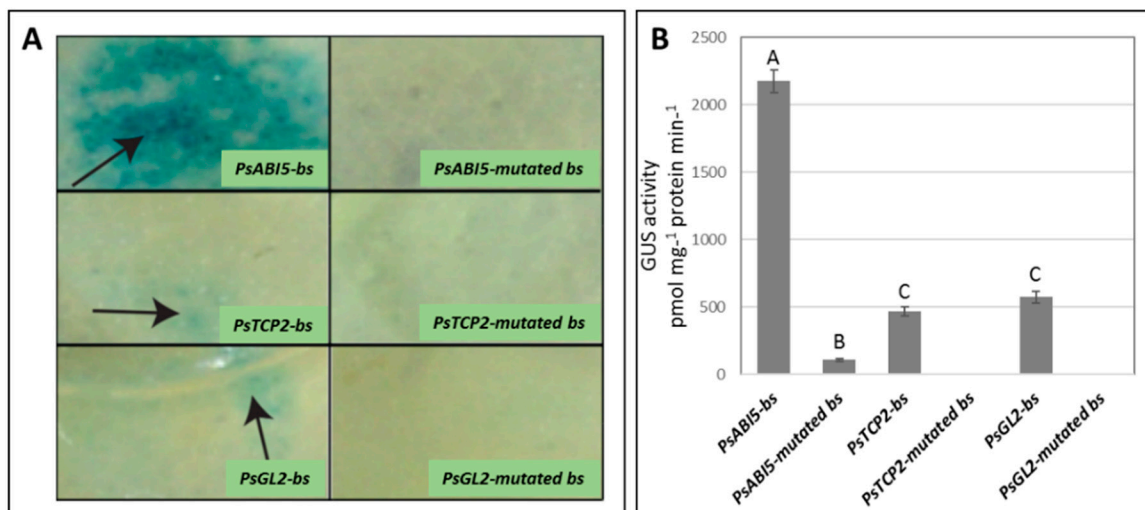 A
PsABI5-bs
PsABI5-mutated bs
PsTCP2-bs
PsTCP2-mutated bs
PsGL2-bs
PsGL2-mutated bs
B
GUS activity
pmol mg-1 protein min-1
2500
2000
1500
1000
500
0
A
B
C
C
PsABI5-bs
PsABI5-mutated bs
PsTCP2-bs
PsTCP2-mutated bs
PsGL2-bs
PsGL2-mutated bs